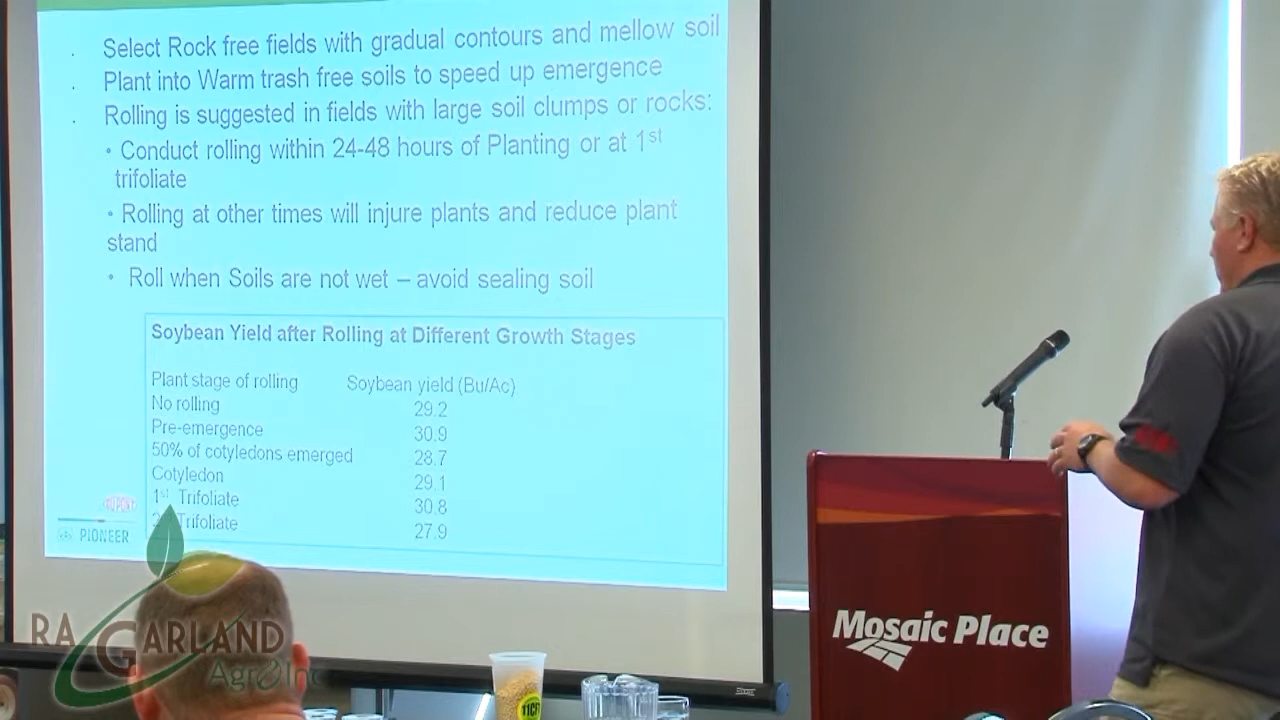 Select Rock free fields with gradual contours and mellow soil
Plant into Warm trash free soils to speed up emergence
Rolling is suggested in fields with large soil clumps or rocks:
• Conduct rolling within 24-48 hours of Planting or at 1st
trifoliate
• Rolling at other times will injure plants and reduce plant
stand
• Roll when Soils are not wet – avoid sealing soil
Soybean Yield after Rolling at Different Growth Stages
Plant stage of rolling Soybean yield (Bu/Ac)
No rolling 29.2
Pre-emergence 30.9
50% of cotyledons emerged 28.7
Cotyledon 29.1
1st Trifoliate 30.8
Trifoliate 27.9
DUPONT
PIONEER
RA GARLAND
Agro Inc
Mosaic Place